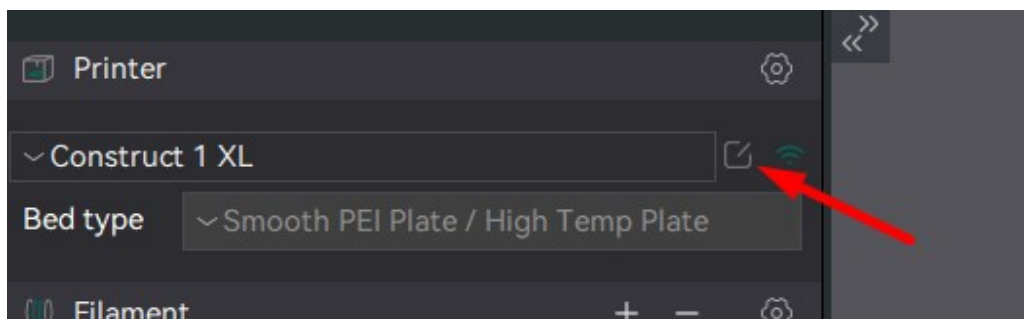 Printer
Construct 1 XL
Bed type Smooth PEI Plate / High Temp Plate
Filament